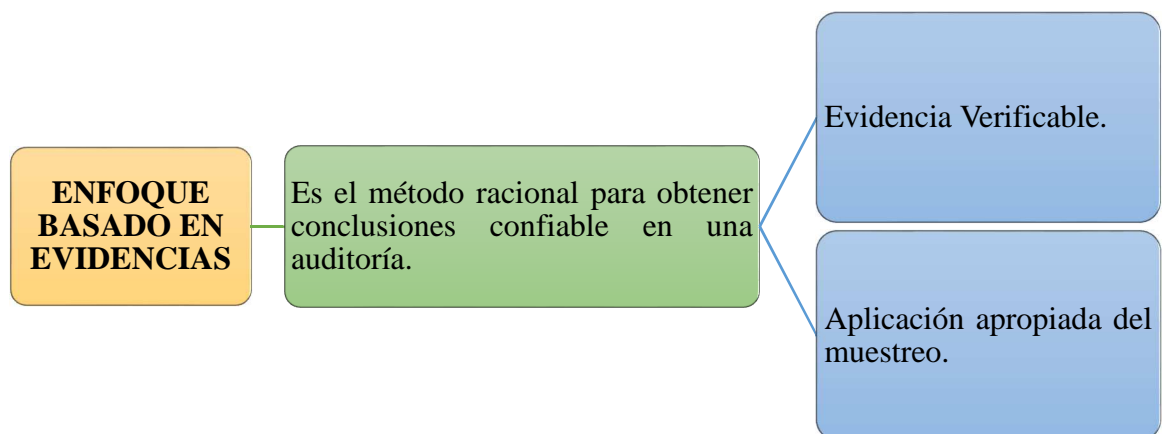 ENFOQUE
BASADO EN
EVIDENCIAS
Es el método racional para obtener
conclusiones confiable en una
auditoría.
Evidencia Verificable.
Aplicación apropiada del
muestreo.